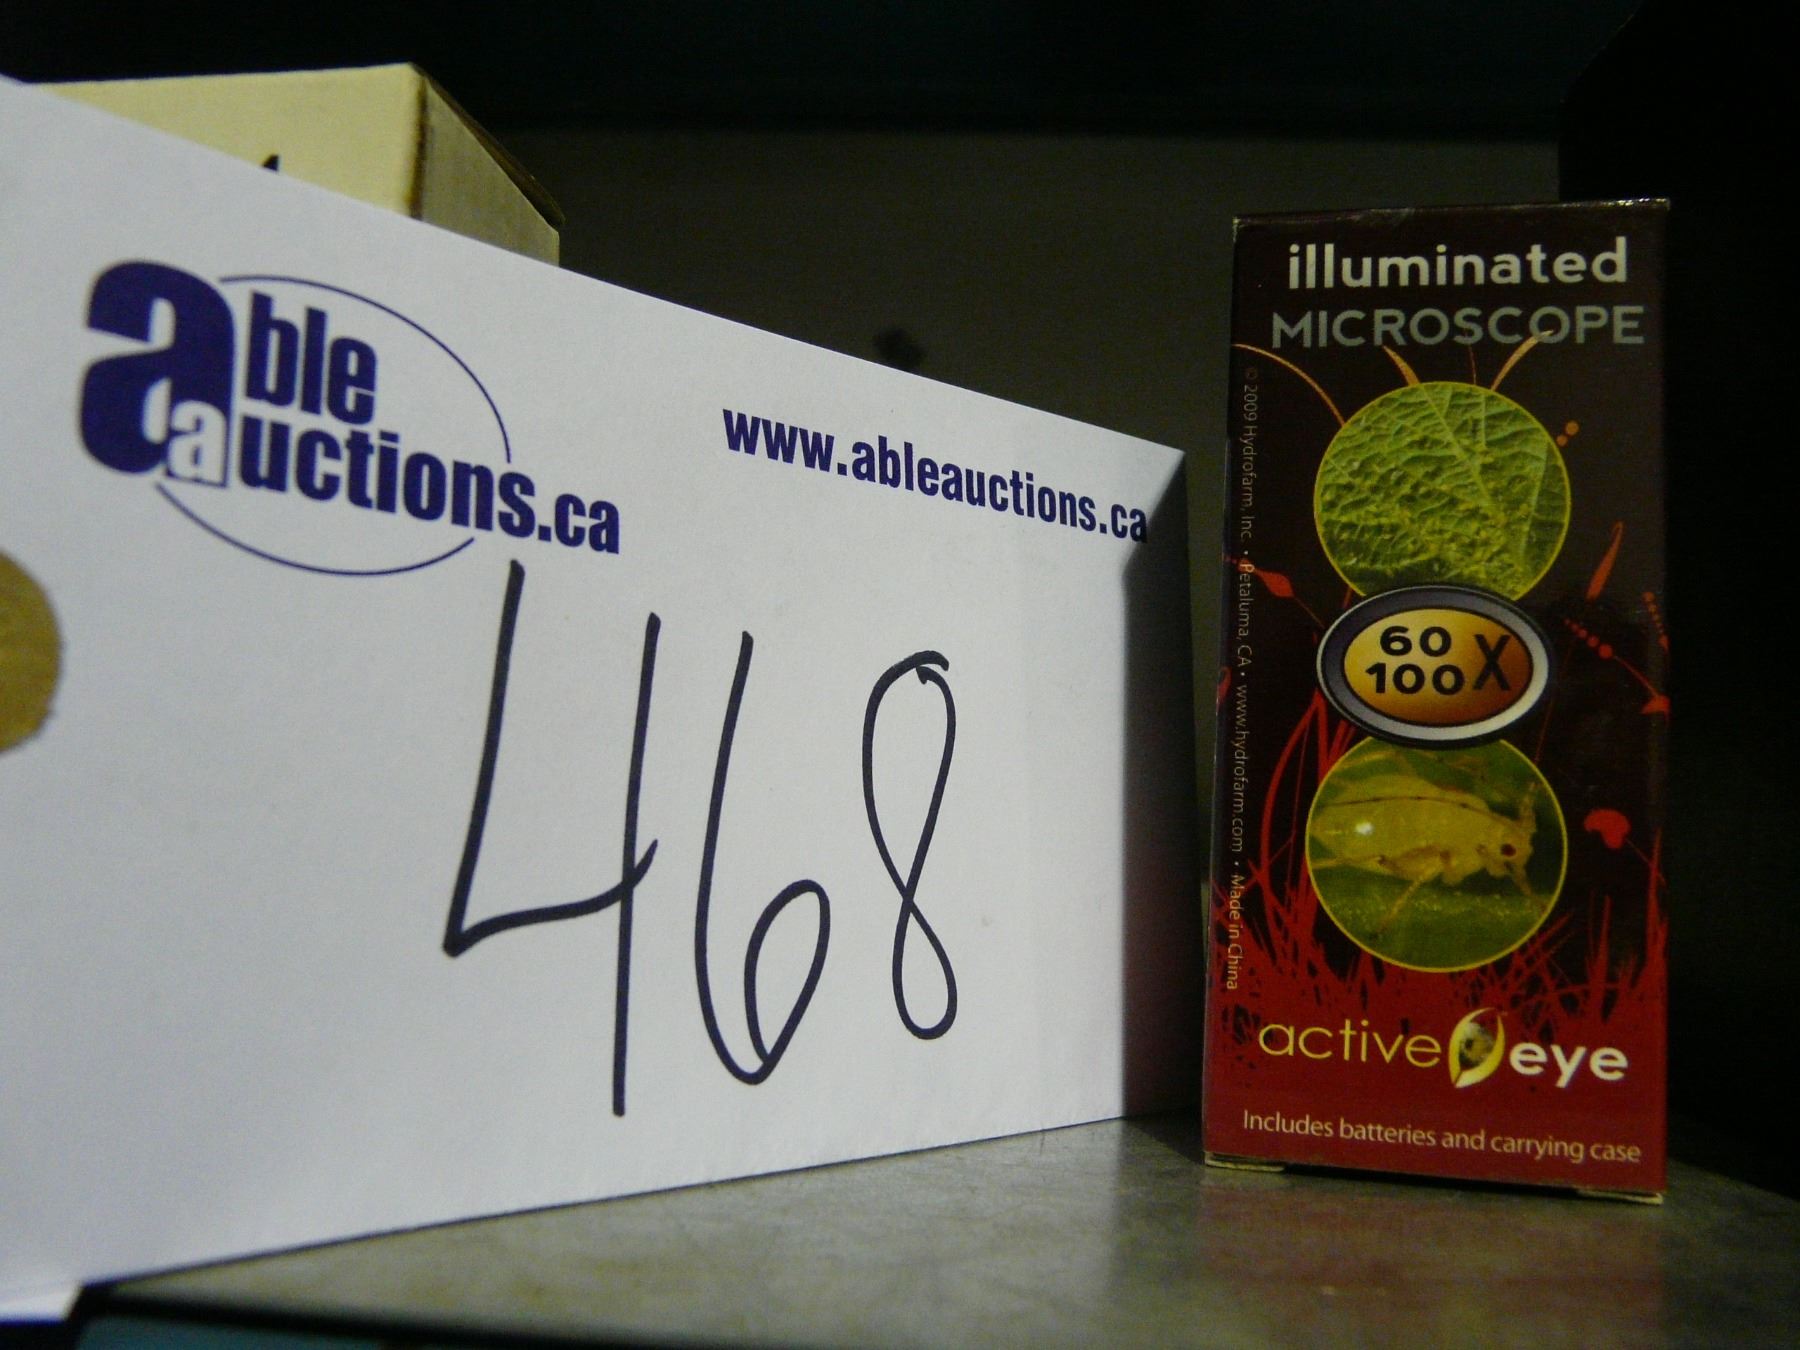 able
auctions.ca
www.ableauctions.ca
468
illuminated
MICROSCOPE
© 2009 Hydrofarm, Inc. • Petaluma, CA • www.hydrofarm.com • Made in China
60
100X
active eye
Includes batteries and carrying case